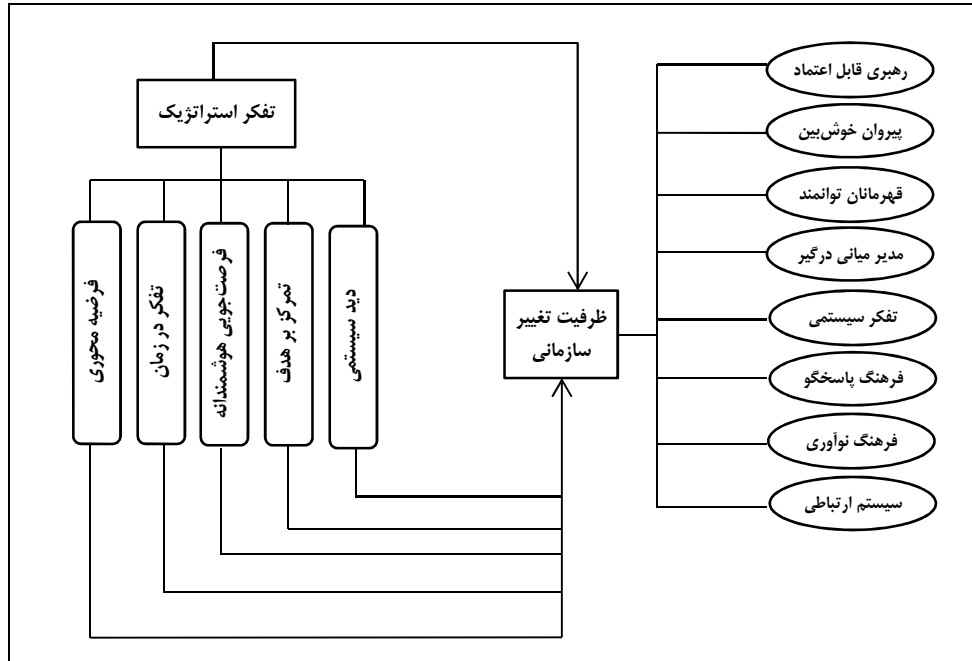 تفکر استراتژیک
دید سیستمی
تمرکز بر هدف
فرصت‌جویی هوشمندانه
تفکر در زمان
فرضیه محوری
ظرفیت تغییر
سازمانی
رهبری قابل اعتماد
پیروان خوش‌بین
قهرمانان توانمند
مدیر میانی درگیر
تفکر سیستمی
فرهنگ پاسخگو
فرهنگ نوآوری
سیستم ارتباطی